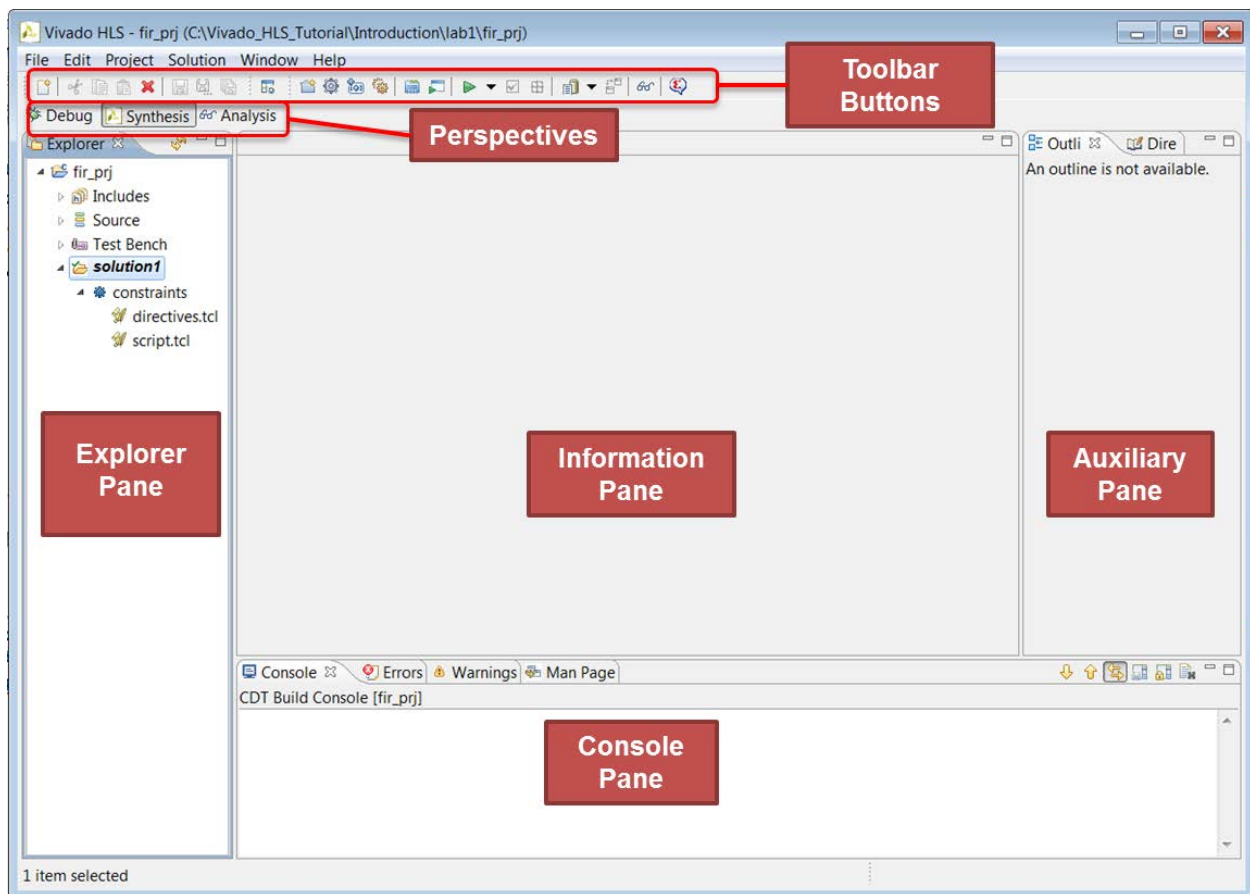 Vivado HLS - fir_prj (C:\Vivado_HLS_Tutorial\Introduction\lab1\fir_prj)
File Edit Project Solution Window Help
Toolbar
Buttons
Debug Synthesis Analysis
Perspectives
Explorer
Outli Dire
fir_prj
An outline is not available.
Includes
Source
Test Bench
solution1
constraints
directives.tcl
script.tcl
Explorer
Pane
Information
Pane
Auxiliary
Pane
Console Errors Warnings Man Page
CDT Build Console [fir_prj]
Console
Pane
1 item selected